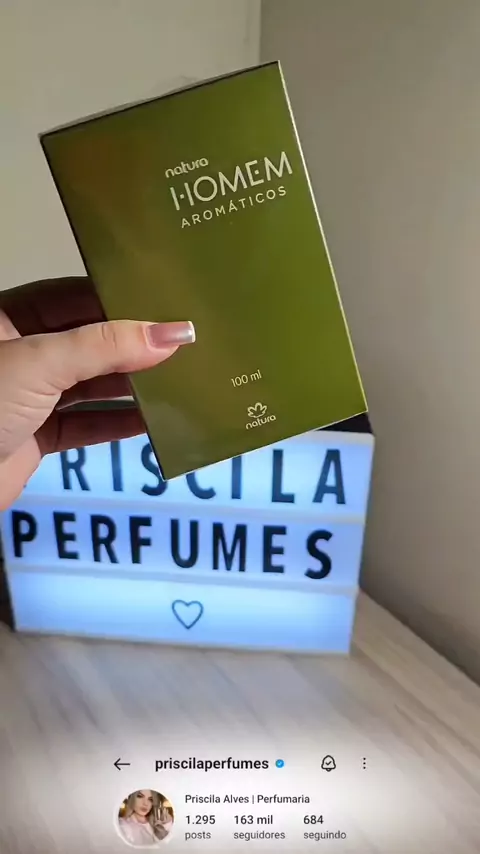 natura
HOMEM
AROMÁTICOS
100 ml
natura
PRISCILA
PERFUMES
priscilaperfumes
Priscila Alves | Perfumaria
1.295 163 mil 684
posts seguidores seguindo